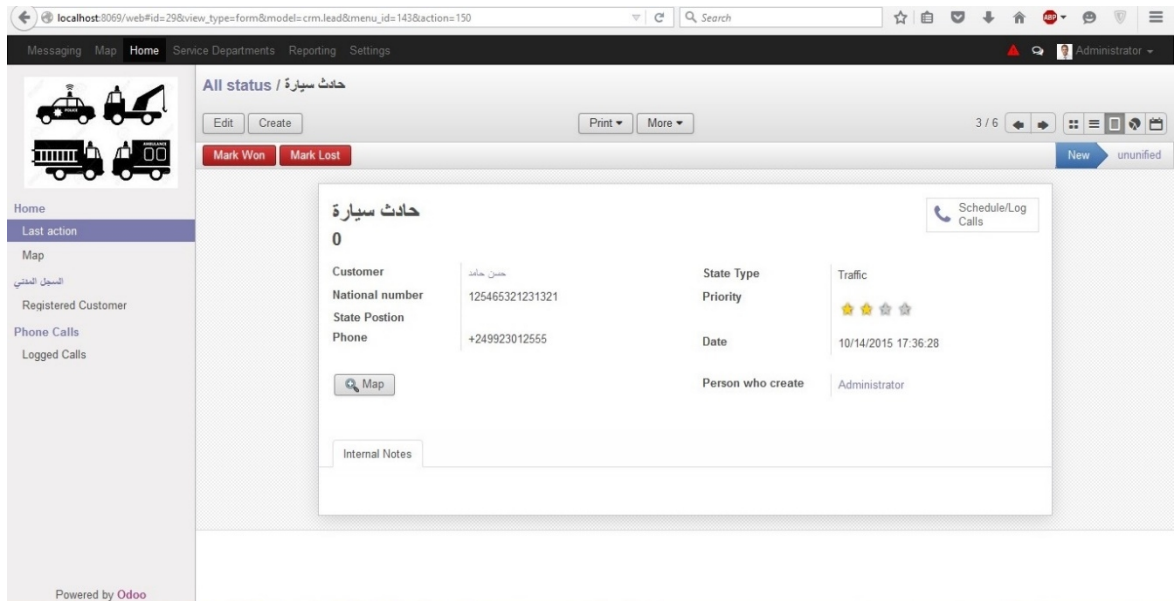 localhost:8069/web#id=29&view_type=form&model=crm.lead&menu_id=143&action=150
Search
ABP
Messaging Map Home Service Departments Reporting Settings
Administrator
POLICE
AMBULANCE
All status / حادث سيارة
Edit Create
Print More
3 / 6
Mark Won Mark Lost
New ununified
Home
Last action
Map
السجل المدني
Registered Customer
Phone Calls
Logged Calls
حادث سيارة
0
Schedule/Log Calls
Customer حسن حامد
National number 125465321231321
State Postion
Phone +249923012555
Map
State Type Traffic
Priority
Date 10/14/2015 17:36:28
Person who create Administrator
Internal Notes
Powered by Odoo